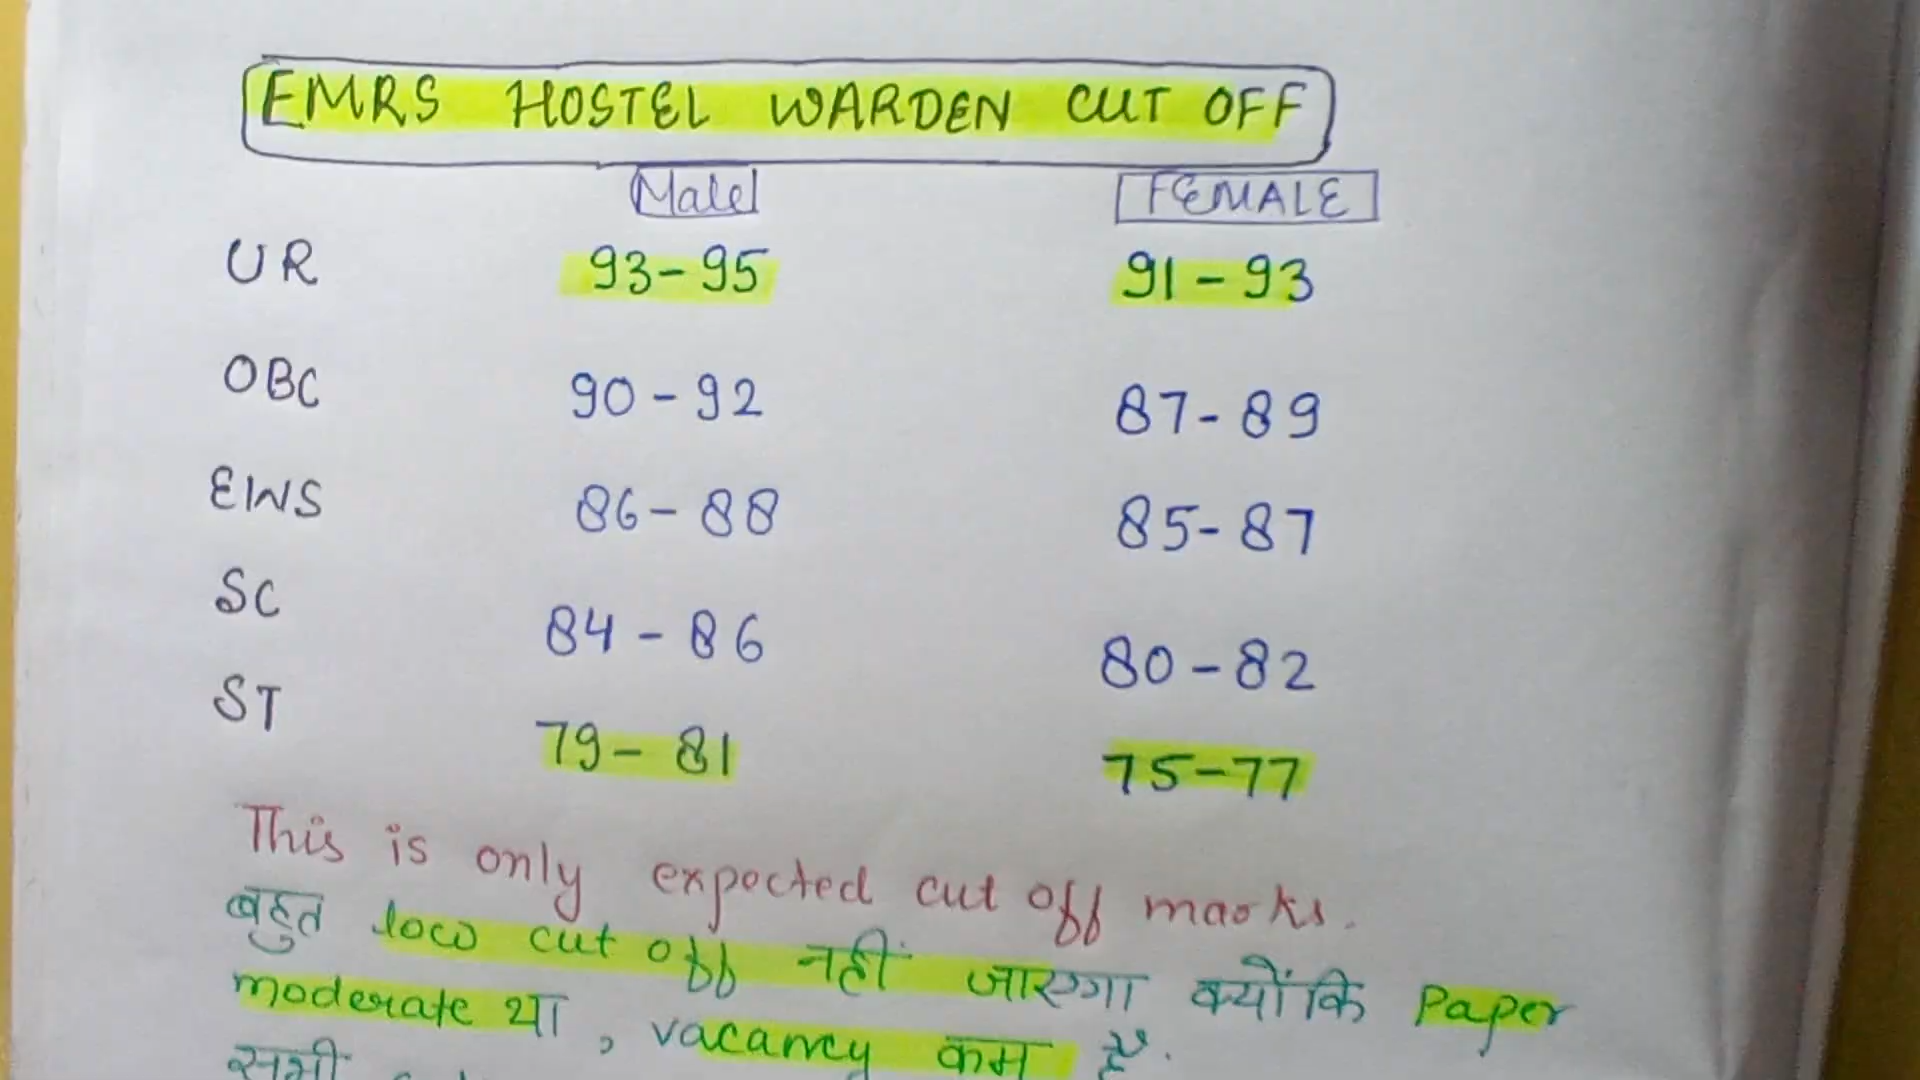 EMRS HOSTEL WARDEN CUT OFF
Male FEMALE
UR 93-95 91-93
OBC 90-92 87-89
EWS 86-88 85-87
SC 84-86 80-82
ST 79-81 75-77
This is only expected cut off marks.
बहुत low cut off नहीं जाएगा क्योंकि Paper
moderate था, vacancy कम है.
सभी